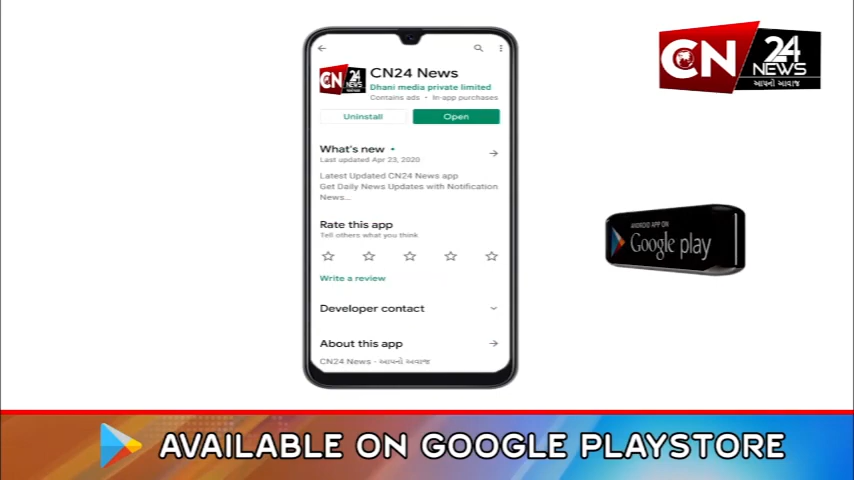 CN24 News
Dhani media private limited
Contains ads • In-app purchases
Uninstall
Open
What's new •
Last updated Apr 23, 2020
Latest Updated CN24 News app
Get Daily News Updates with Notification
News...
Rate this app
Tell others what you think
Write a review
Developer contact
About this app
CN24 News - આપનો અવાજ
CN 24
NEWS
આપનો અવાજ
CN 24
NEWS
ANDROID APP ON
Google play
AVAILABLE ON GOOGLE PLAYSTORE